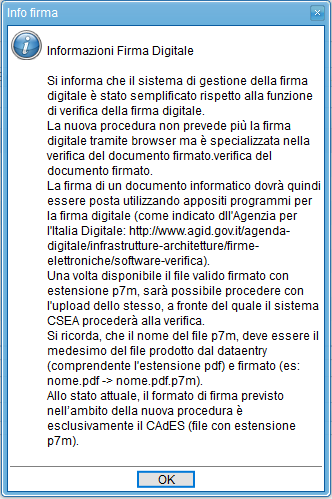 Info firma
Informazioni Firma Digitale
Si informa che il sistema di gestione della firma
digitale è stato semplificato rispetto alla funzione
di verifica della firma digitale.
La nuova procedura non prevede più la firma
digitale tramite browser ma è specializzata nella
verifica del documento firmato.verifica del
documento firmato.
La firma di un documento informatico dovrà quindi
essere posta utilizzando appositi programmi per
la firma digitale (come indicato dll'Agenzia per
l'Italia Digitale: http://www.agid.gov.it/agenda-
digitale/infrastrutture-architetture/firme-
elettroniche/software-verifica).
Una volta disponibile il file valido firmato con
estensione p7m, sarà possibile procedere con
l'upload dello stesso, a fronte del quale il sistema
CSEA procederà alla verifica.
Si ricorda, che il nome del file p7m, deve essere il
medesimo del file prodotto dal dataentry
(comprendente l'estensione pdf) e firmato (es:
nome.pdf -> nome.pdf.p7m).
Allo stato attuale, il formato di firma previsto
nell'ambito della nuova procedura è
esclusivamente il CAdES (file con estensione
p7m).
OK